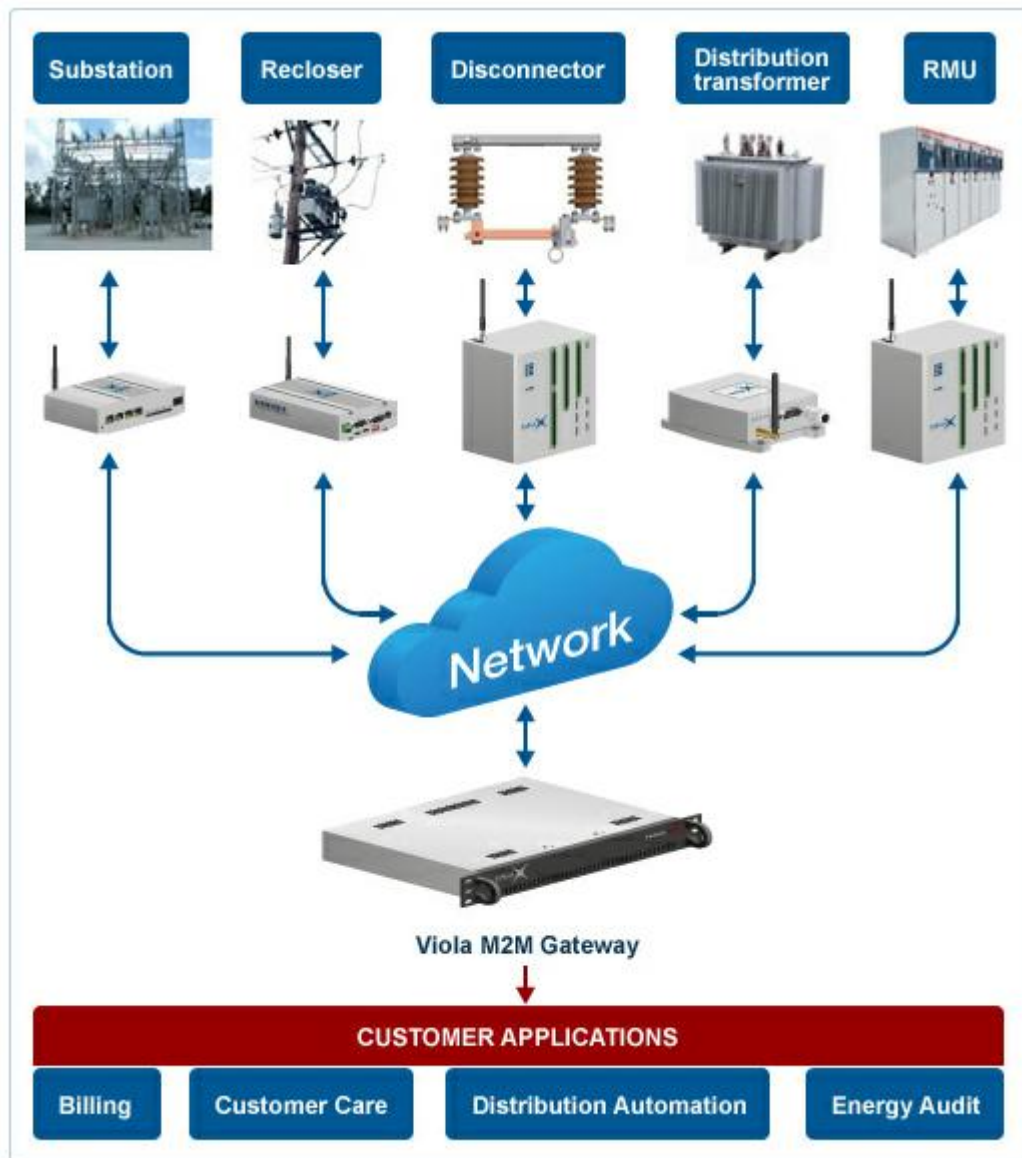 Substation
Recloser
Disconnector
Distribution
transformer
RMU
Network
Viola M2M Gateway
CUSTOMER APPLICATIONS
Billing
Customer Care
Distribution Automation
Energy Audit